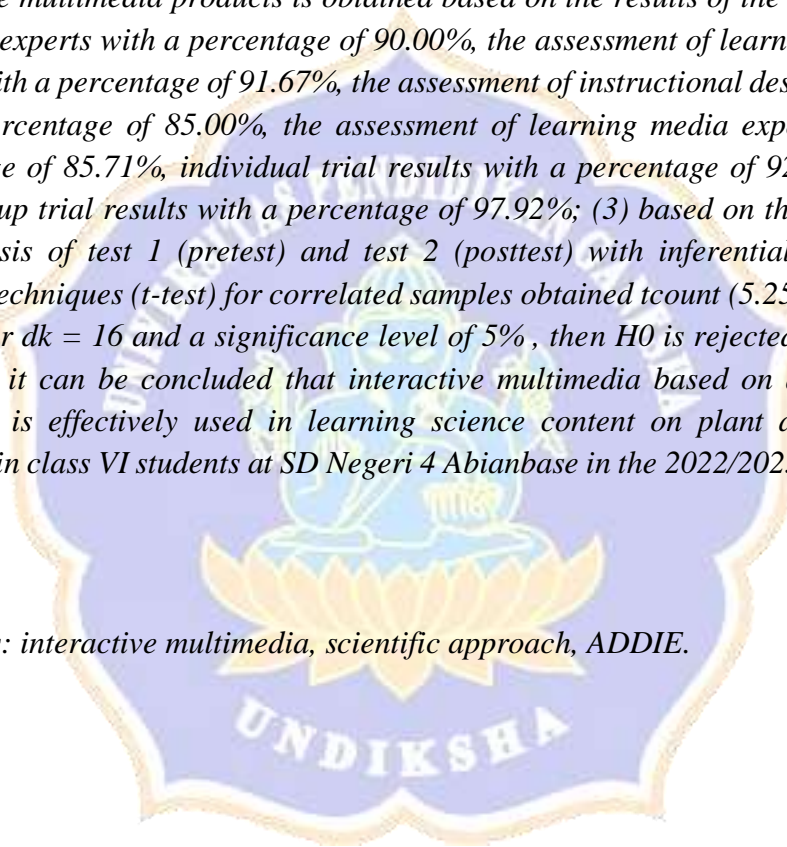 multimedia products is obtained based on the results of the
experts with a percentage of 90.00%, the assessment of learn
with a percentage of 91.67%, the assessment of instructional des
percentage of 85.00%, the assessment of learning media exp
of 85.71%, individual trial results with a percentage of 92
up trial results with a percentage of 97.92%; (3) based on th
sis of test 1 (pretest) and test 2 (posttest) with inferential
techniques (t-test) for correlated samples obtained tcount (5.25
r dk = 16 and a significance level of 5% , then H0 is rejected
it can be concluded that interactive multimedia based on
is effectively used in learning science content on plant a
in class VI students at SD Negeri 4 Abianbase in the 2022/202
: interactive multimedia, scientific approach, ADDIE.
UNIVERSITAS PENDIDIKAN GANESHA
UNDIKSHA